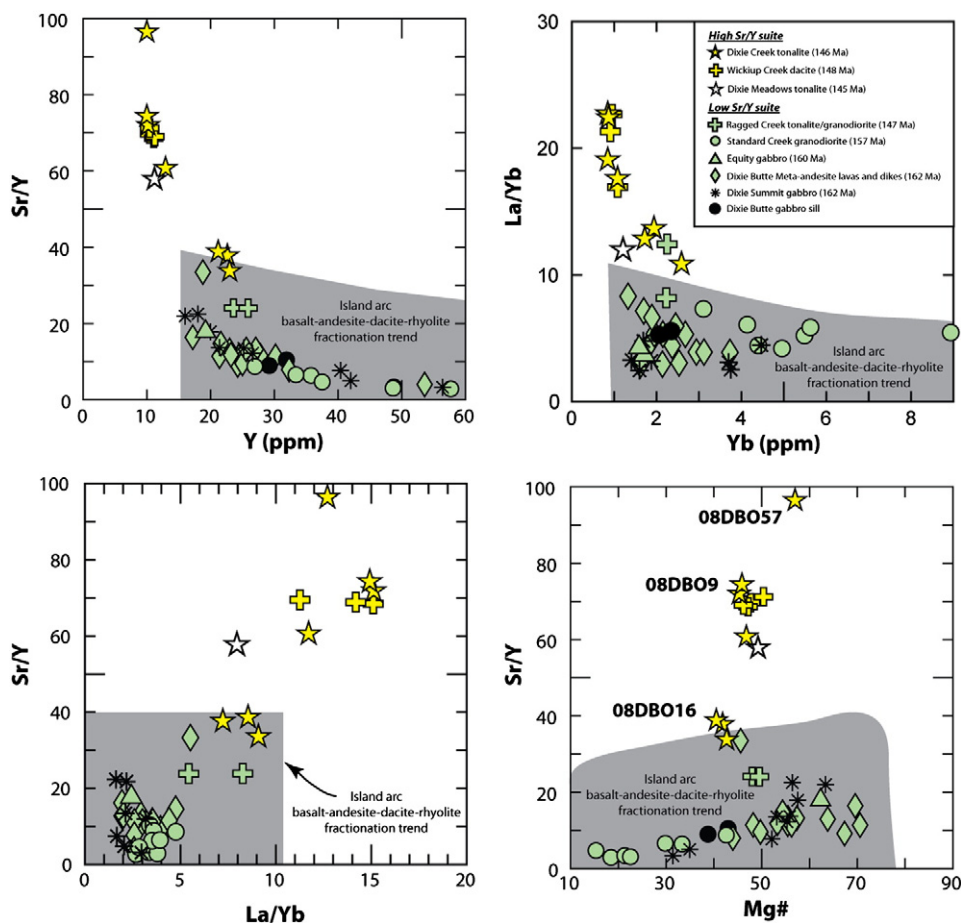 100
80
60
40
20
0
Sr/Y
Island arc
basalt-andesite-dacite-rhyolite
fractionation trend
0 10 20 30 40 50 60
Y (ppm)
30
20
10
0
La/Yb
High Sr/Y suite
Dixie Creek tonalite (146 Ma)
Wickiup Creek dacite (148 Ma)
Dixie Meadows tonalite (145 Ma)
Low Sr/Y suite
Ragged Creek tonalite/granodiorite (147 Ma)
Standard Creek granodiorite (157 Ma)
Equity gabbro (160 Ma)
Dixie Butte Meta-andesite lavas and dikes (162 Ma)
Dixie Summit gabbro (162 Ma)
Dixie Butte gabbro sill
Island arc
basalt-andesite-dacite-rhyolite
fractionation trend
0 2 4 6 8
Yb (ppm)
100
80
60
40
20
0
Sr/Y
Island arc
basalt-andesite-dacite-rhyolite
fractionation trend
0 5 10 15 20
La/Yb
100
80
60
40
20
0
Sr/Y
08DBO57
08DBO9
08DBO16
Island arc
basalt-andesite-dacite-rhyolite
fractionation trend
10 30 50 70 90
Mg#